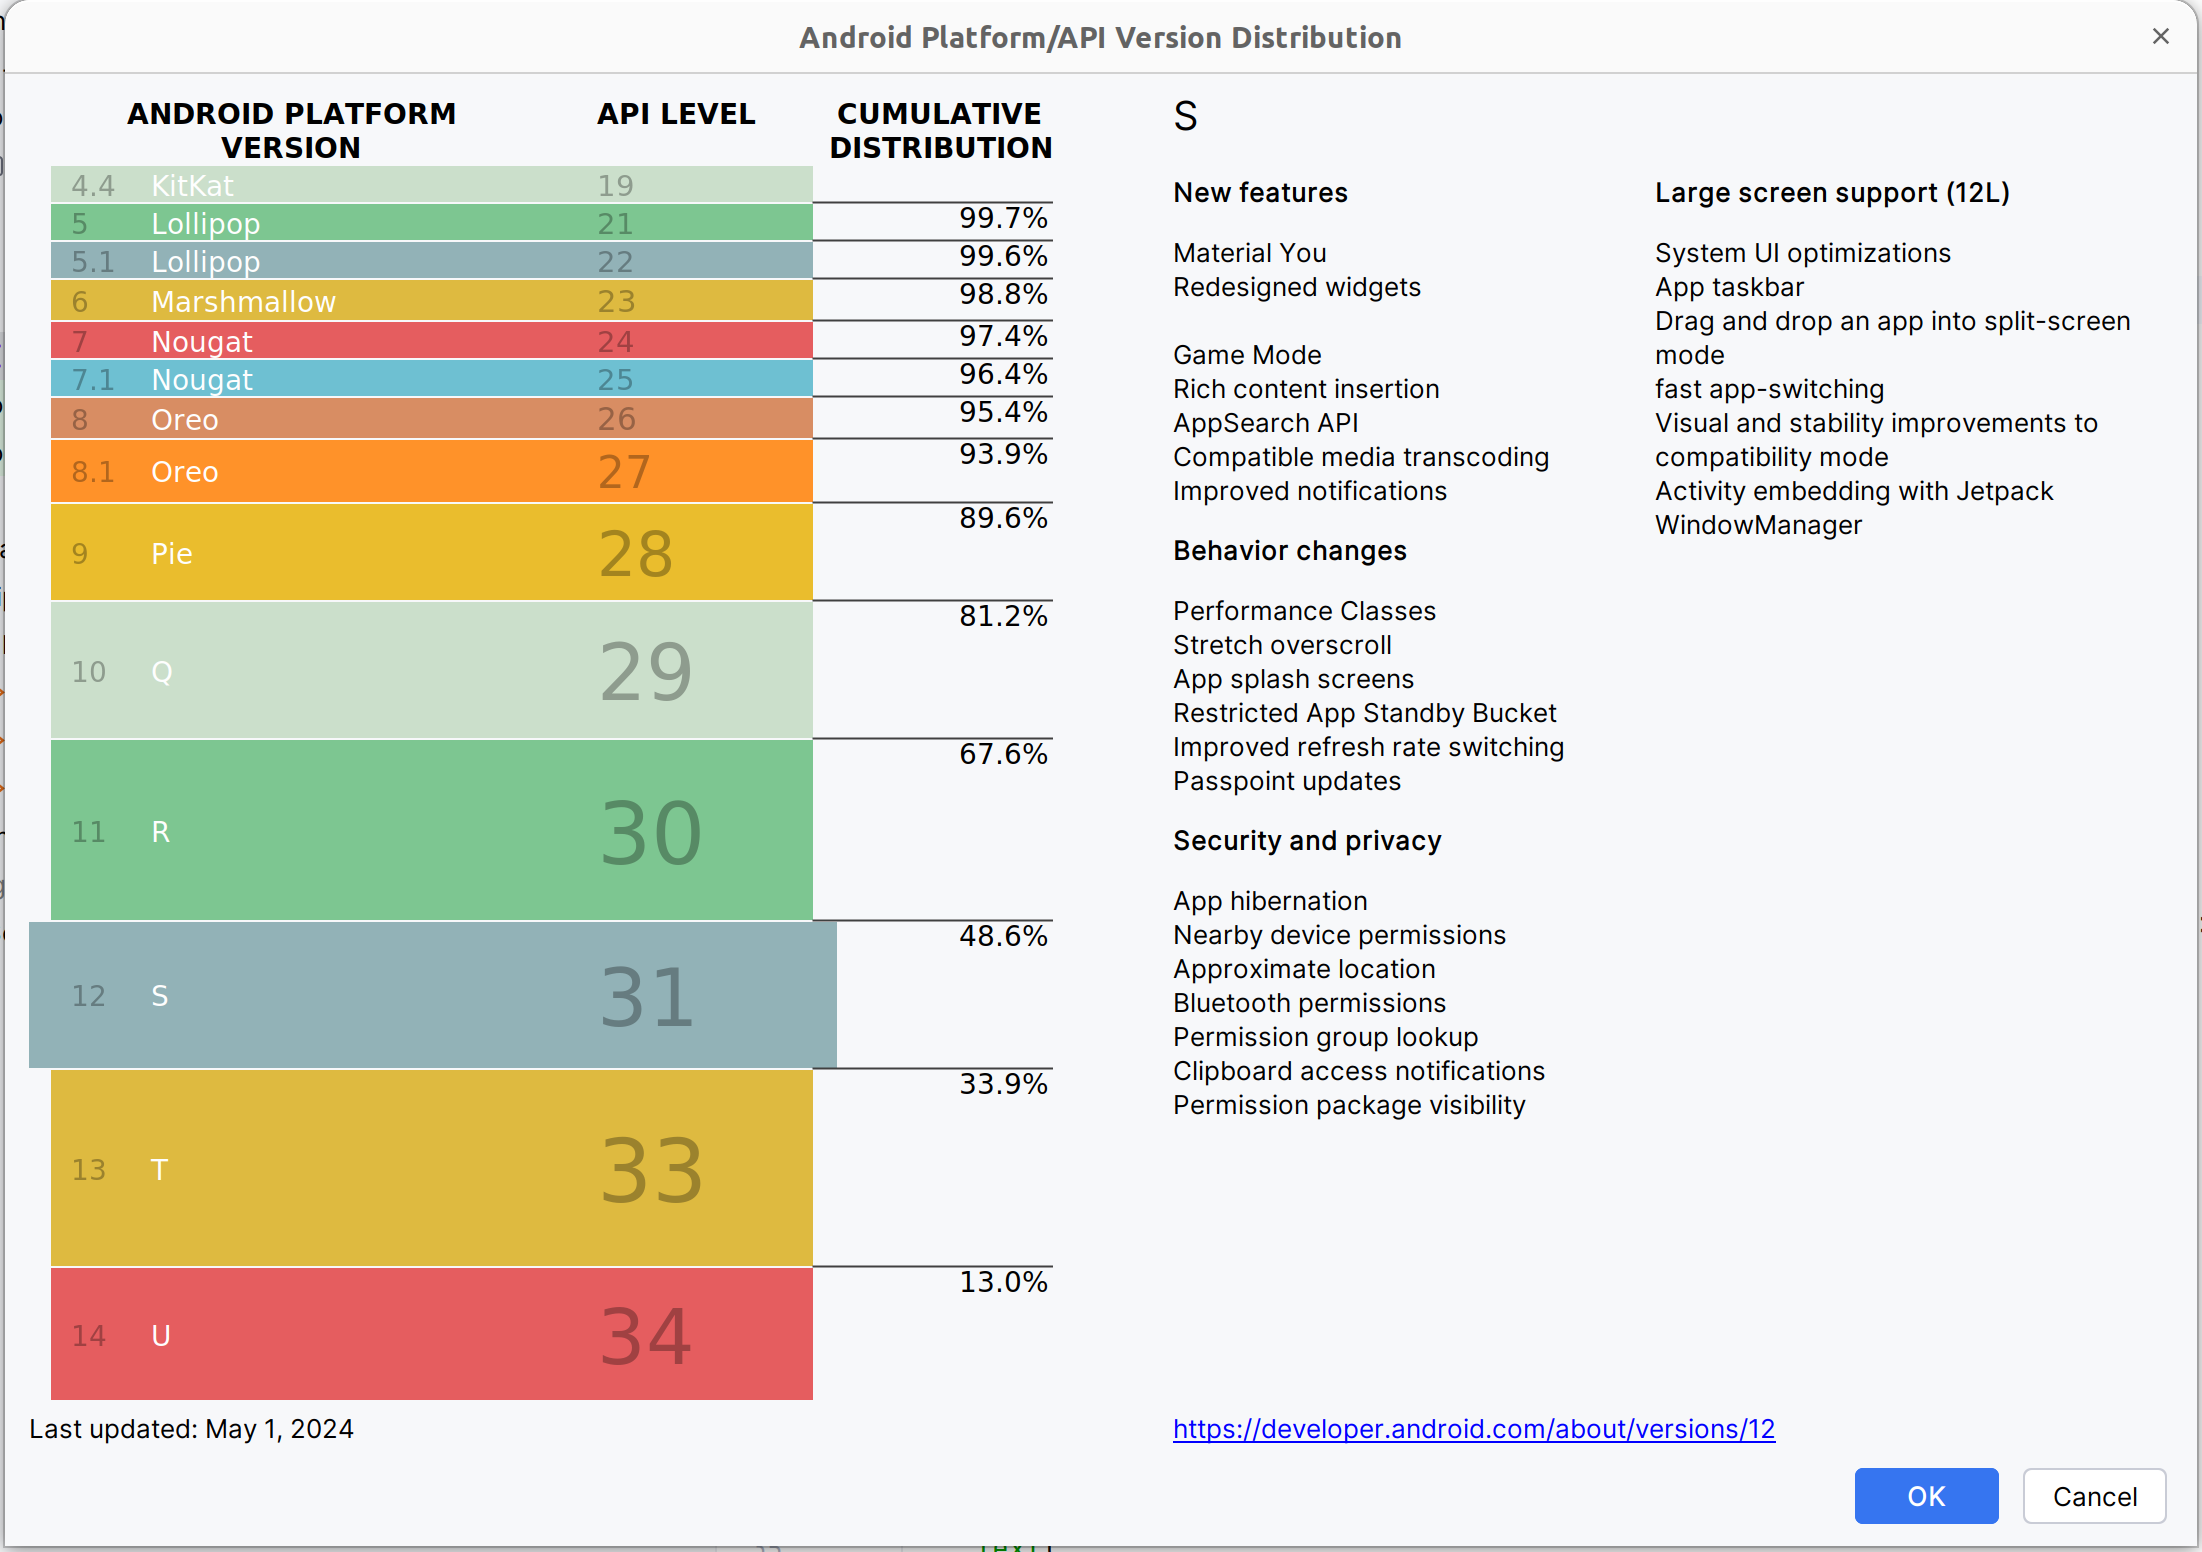 Android Platform/API Version Distribution
ANDROID PLATFORM VERSION
API LEVEL
CUMULATIVE DISTRIBUTION
4.4 KitKat 19
5 Lollipop 21 99.7%
5.1 Lollipop 22 99.6%
6 Marshmallow 23 98.8%
7 Nougat 24 97.4%
7.1 Nougat 25 96.4%
8 Oreo 26 95.4%
8.1 Oreo 27 93.9%
9 Pie 28 89.6%
10 Q 29 81.2%
11 R 30 67.6%
12 S 31 48.6%
13 T 33 33.9%
14 U 34 13.0%
Last updated: May 1, 2024
S
New features
Material You
Redesigned widgets
Game Mode
Rich content insertion
AppSearch API
Compatible media transcoding
Improved notifications
Behavior changes
Performance Classes
Stretch overscroll
App splash screens
Restricted App Standby Bucket
Improved refresh rate switching
Passpoint updates
Security and privacy
App hibernation
Nearby device permissions
Approximate location
Bluetooth permissions
Permission group lookup
Clipboard access notifications
Permission package visibility
Large screen support (12L)
System UI optimizations
App taskbar
Drag and drop an app into split-screen
mode
fast app-switching
Visual and stability improvements to
compatibility mode
Activity embedding with Jetpack
WindowManager
https://developer.android.com/about/versions/12
OK
Cancel